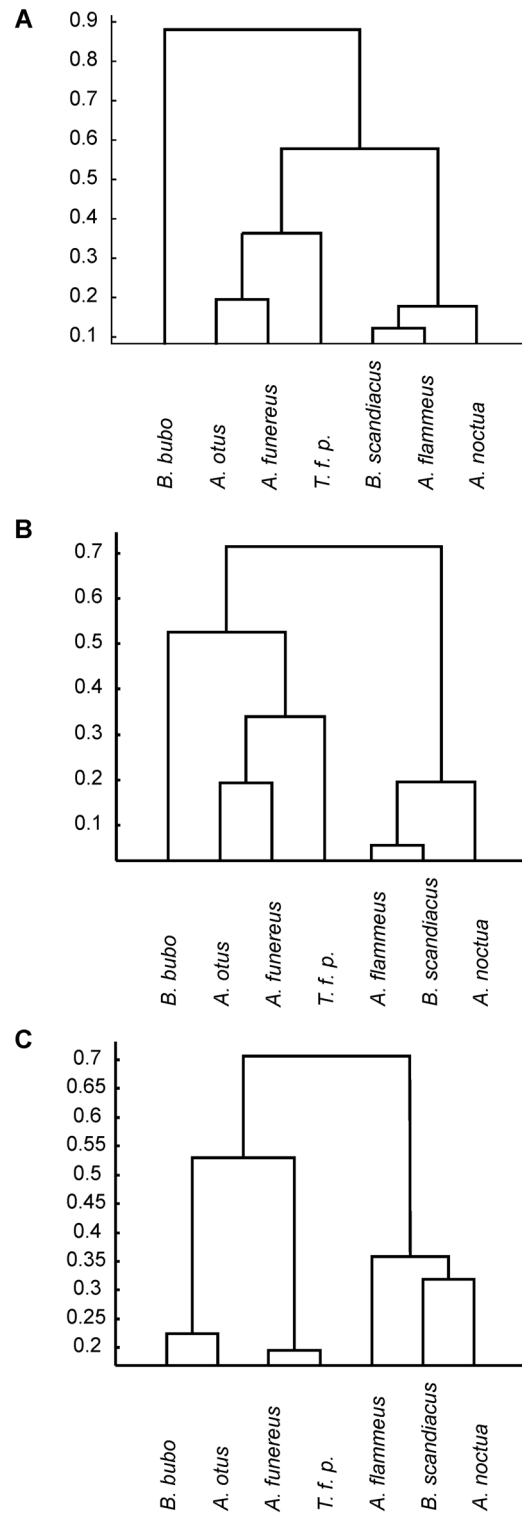 A
0.9
0.8
0.7
0.6
0.5
0.4
0.3
0.2
0.1
B. bubo
A. otus
A. funereus
T. f. p.
B. scandiacus
A. flammeus
A. noctua
B
0.7
0.6
0.5
0.4
0.3
0.2
0.1
B. bubo
A. otus
A. funereus
T. f. p.
A. flammeus
B. scandiacus
A. noctua
C
0.7
0.65
0.6
0.55
0.5
0.45
0.4
0.35
0.3
0.25
0.2
B. bubo
A. otus
A. funereus
T. f. p.
A. flammeus
B. scandiacus
A. noctua